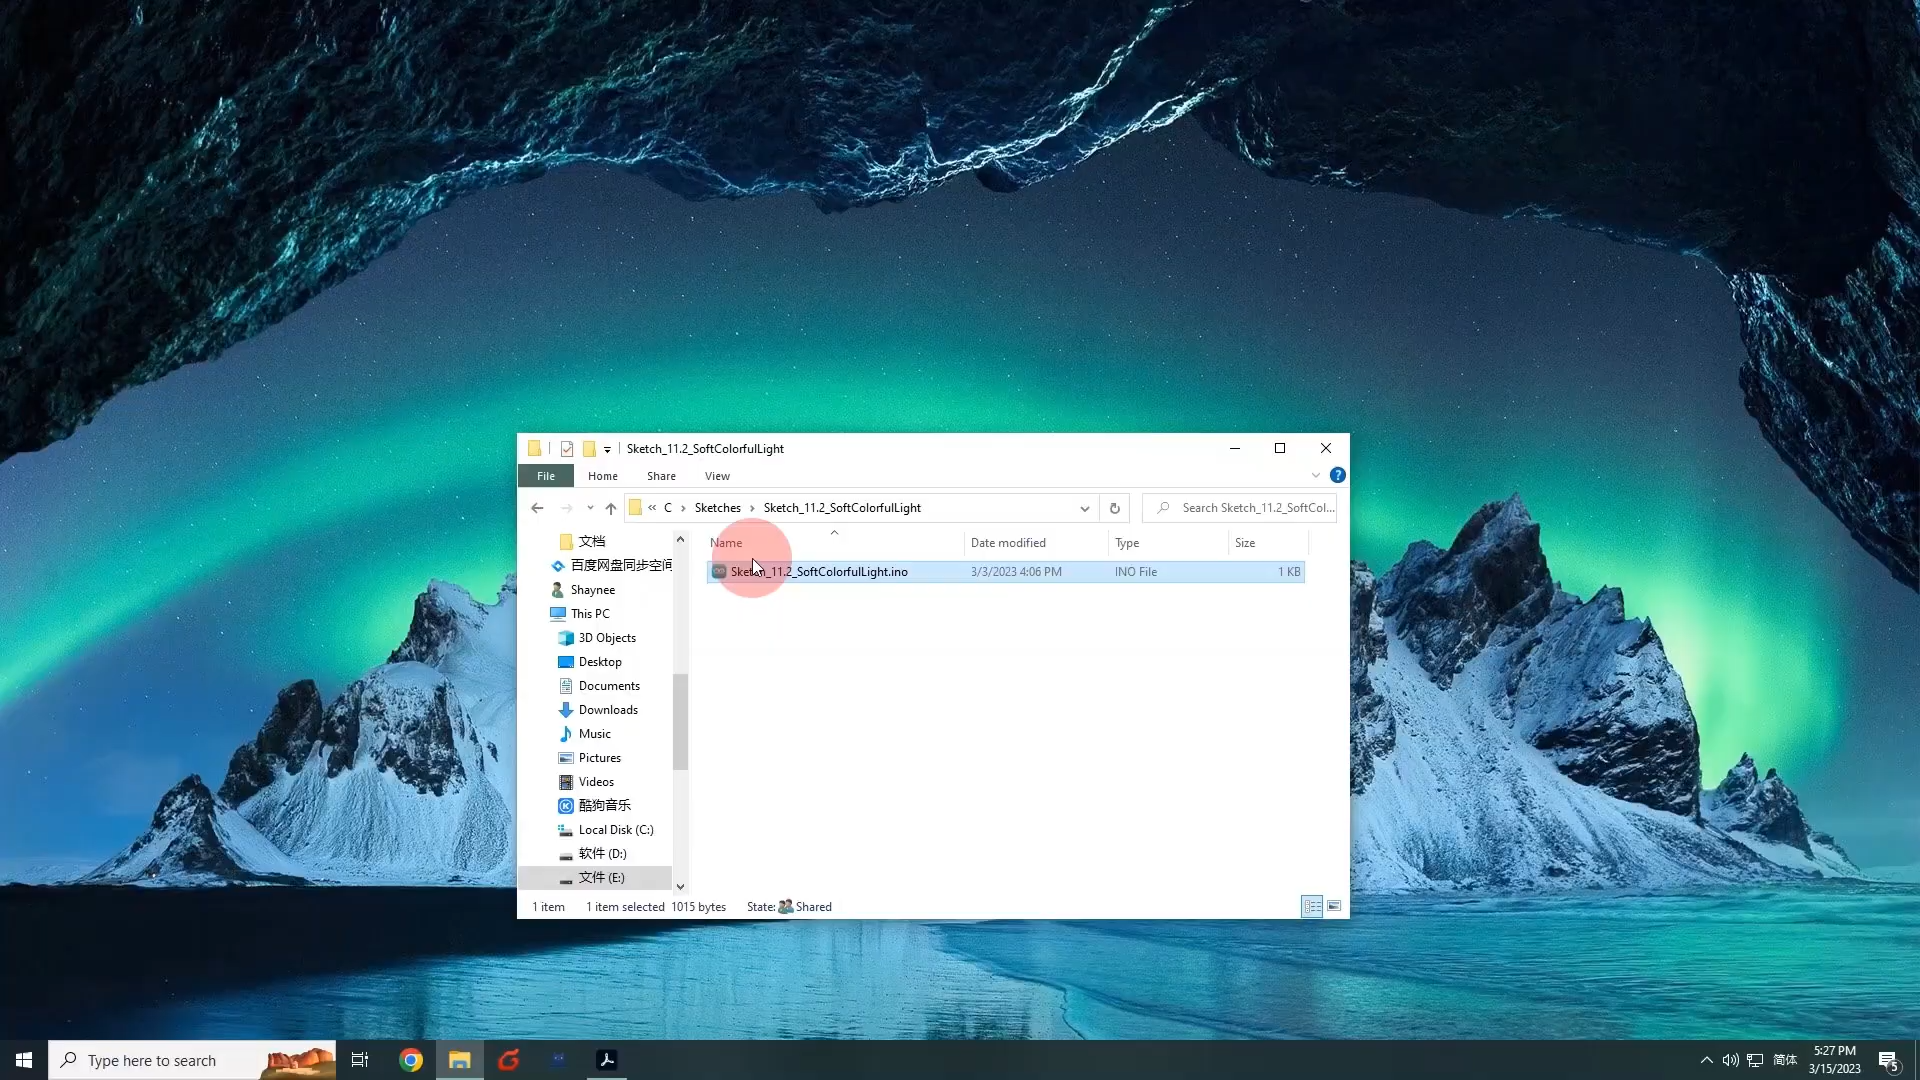 Sketch_11.2_SoftColorfulLight
File Home Share View
« C › Sketches › Sketch_11.2_SoftColorfulLight
Search Sketch_11.2_SoftCol...
Name Date modified Type Size
Sketch_11.2_SoftColorfulLight.ino 3/3/2023 4:06 PM INO File 1 KB
文档
百度网盘同步空间
Shaynee
This PC
3D Objects
Desktop
Documents
Downloads
Music
Pictures
Videos
酷狗音乐
Local Disk (C:)
软件 (D:)
文件 (E:)
1 item 1 item selected 1015 bytes State: Shared
Type here to search
简体
5:27 PM
3/15/2023
5